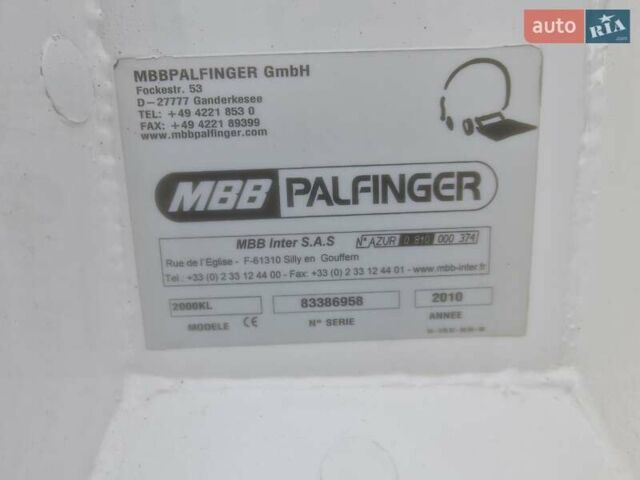 auto RIA.com
MBBPALFINGER GmbH
Fockestr. 53
D-27777 Ganderkesee
TEL: +49 4221 853 0
FAX: +49 4221 89399
www.mbbpalfinger.com
MBB PALFINGER
MBB Inter S.A.S N° AZUR 0 810 000 374
Rue de l'Eglise - F-61310 Silly en Gouffern
Tel.: +33 (0) 2 33 12 44 00 - Fax: +33 (0) 2 33 12 44 01 - www.mbb-inter.fr
2000KL 83386958 2010
MODELE CE N° SERIE ANNEE